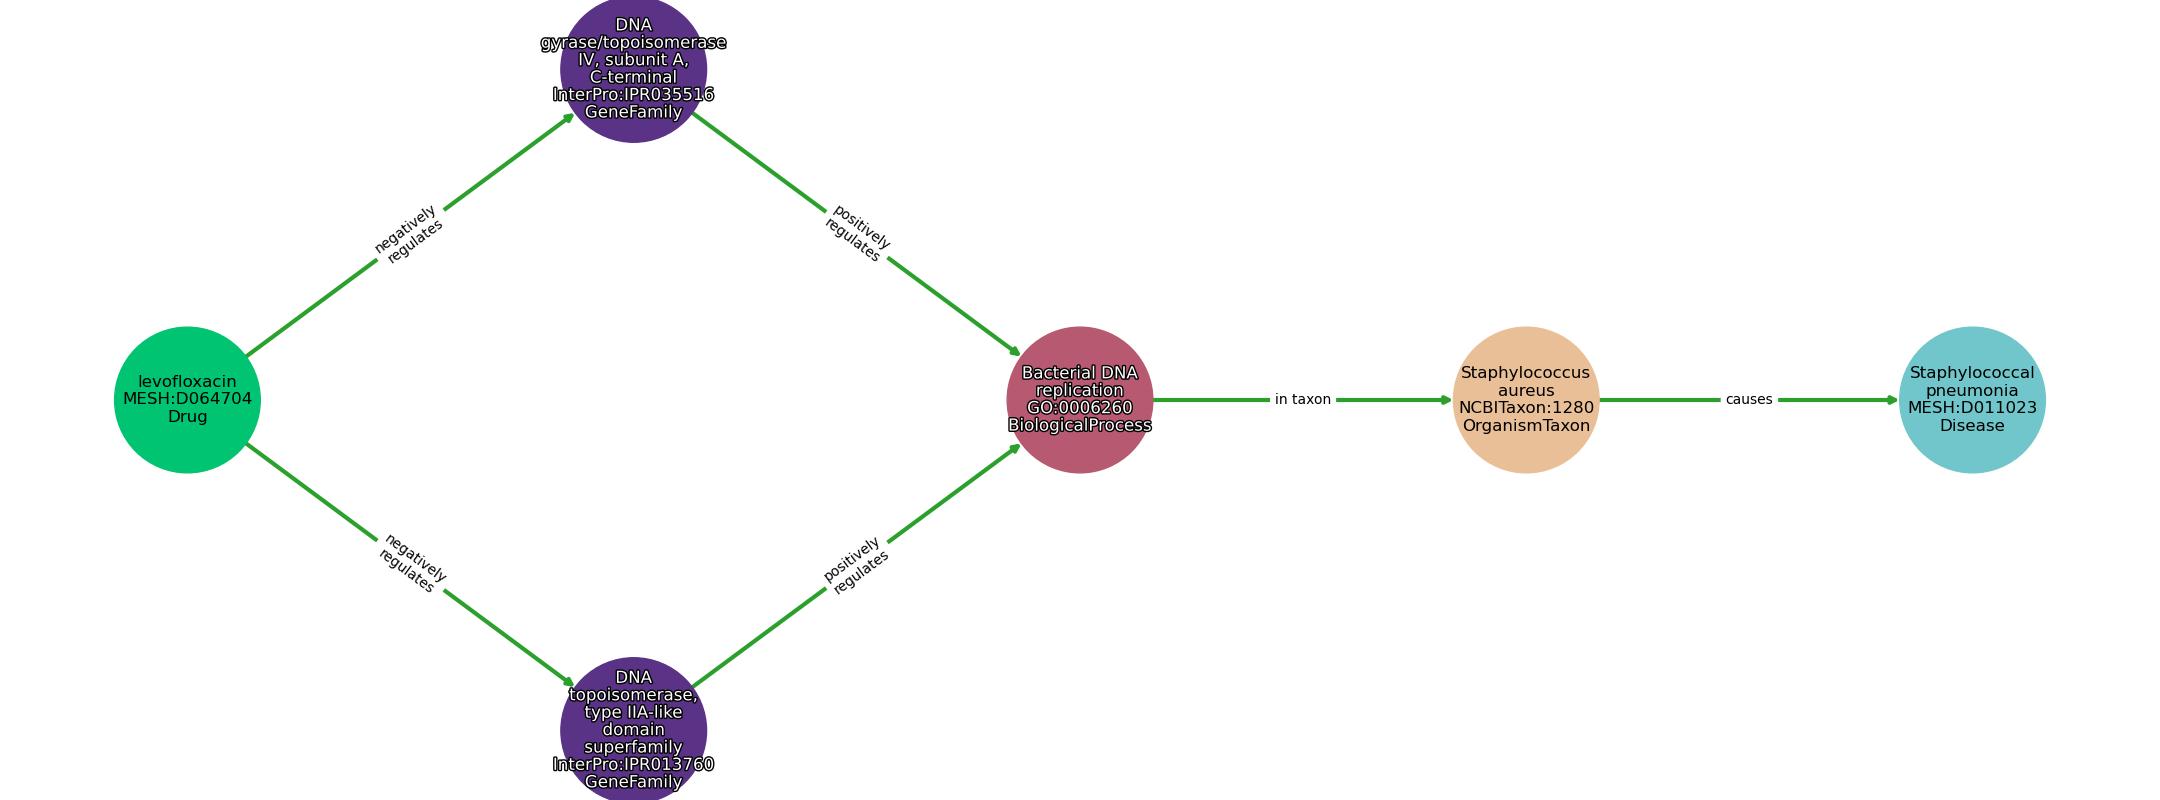 DNA
gyrase/topoisomerase
IV, subunit A,
C-terminal
InterPro:IPR035516
GeneFamily
negatively
regulates
positively
regulates
levofloxacin
MESH:D064704
Drug
Bacterial DNA
replication
GO:0006260
BiologicalProcess
in taxon
Staphylococcus
aureus
NCBITaxon:1280
OrganismTaxon
causes
Staphylococcal
pneumonia
MESH:D011023
Disease
negatively
regulates
positively
regulates
DNA
topoisomerase,
type IIA-like
domain
superfamily
InterPro:IPR013760
GeneFamily